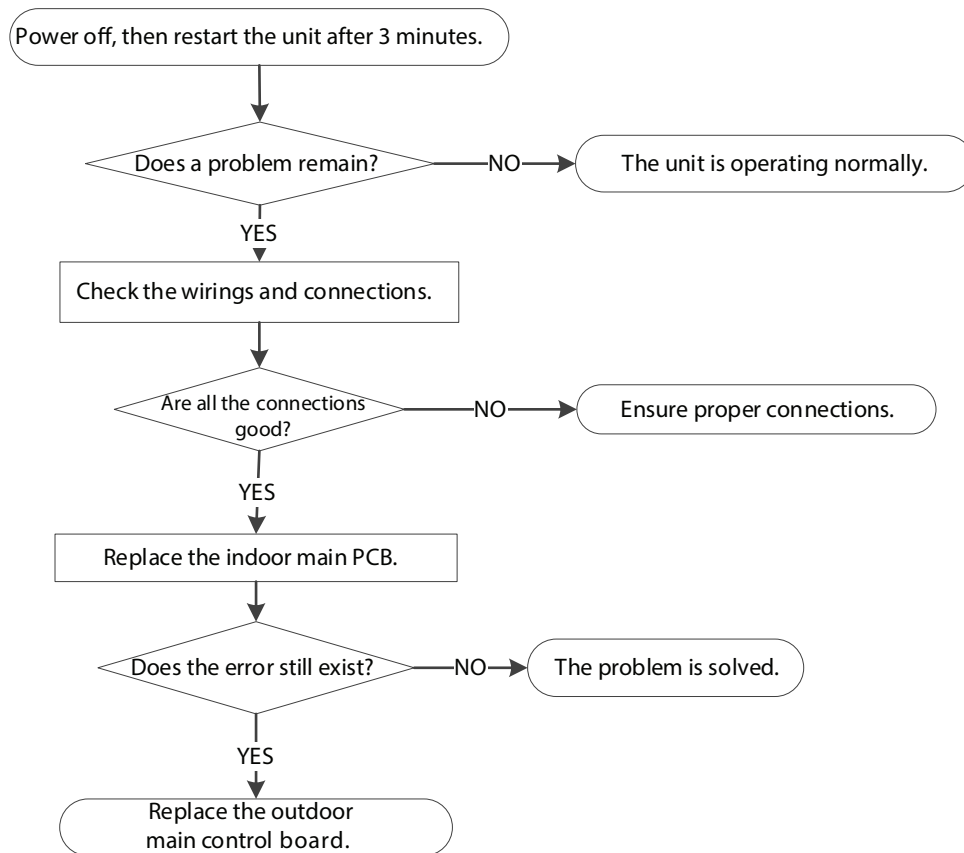 Power off, then restart the unit after 3 minutes.
Does a problem remain?
NO
The unit is operating normally.
YES
Check the wirings and connections.
Are all the connections
good?
NO
Ensure proper connections.
YES
Replace the indoor main PCB.
Does the error still exist?
NO
The problem is solved.
YES
Replace the outdoor
main control board.